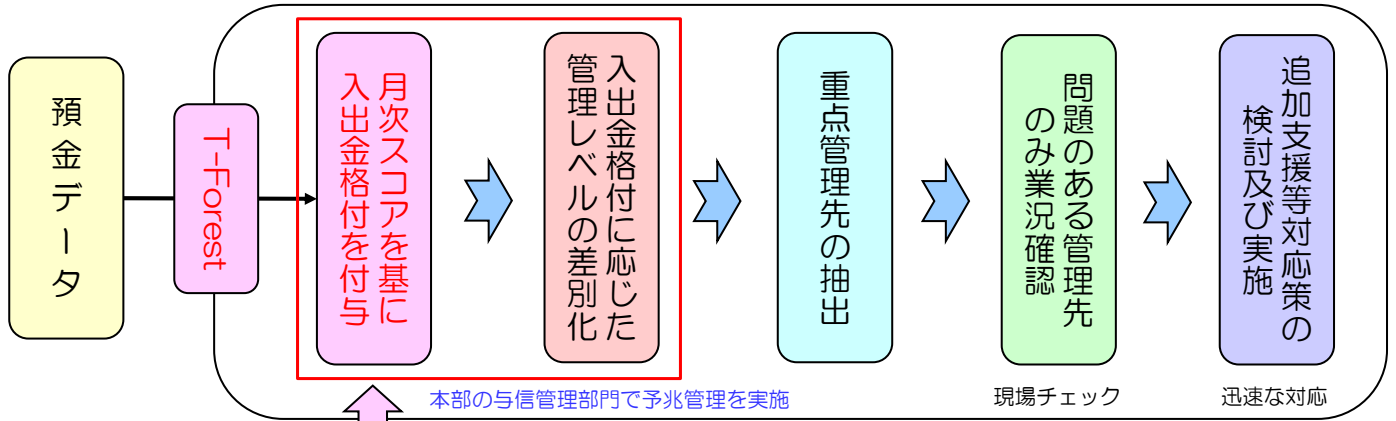 預金データ
T-Forest
月次スコアを基に
入出金格付を付与
入出金格付に応じた
管理レベルの差別化
重点管理先の抽出
問題のある管理先
のみ業況確認
追加支援等対応策の
検討及び実施
本部の与信管理部門で予兆管理を実施
現場チェック
迅速な対応